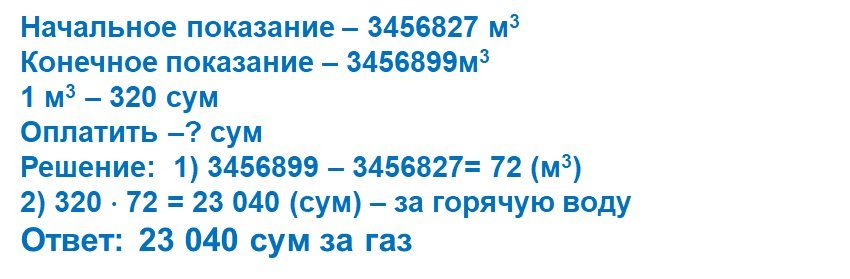 Начальное показание – 3456827 м³
Конечное показание – 3456899м³
1 м³ – 320 сум
Оплатить –? сум
Решение: 1) 3456899 – 3456827= 72 (м³)
2) 320 · 72 = 23 040 (сум) – за горячую воду
Ответ: 23 040 сум за газ